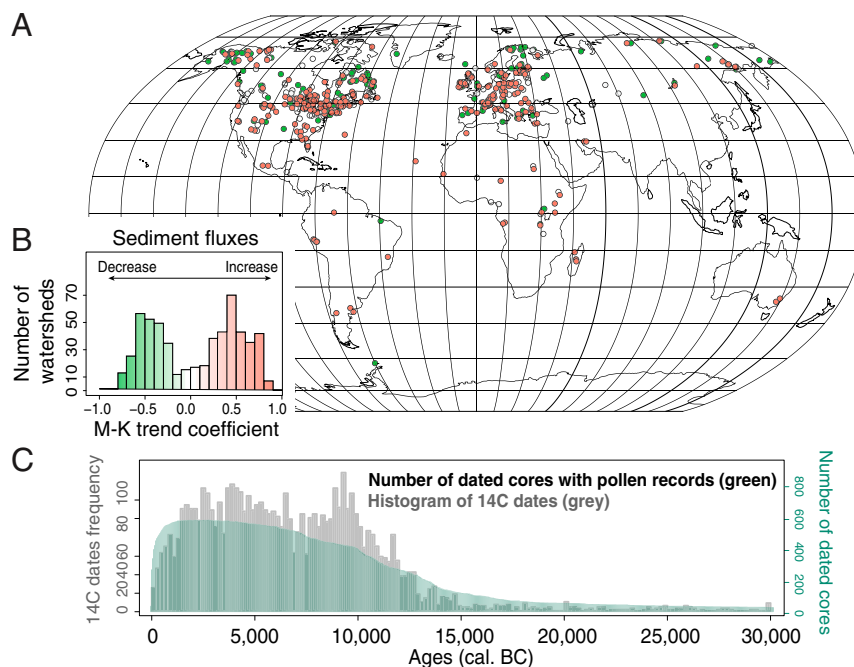 A
B
Sediment fluxes
Decrease Increase
Number of
watersheds
70
50
30
10
0
−1.0 −0.5 0.0 0.5 1.0
M-K trend coefficient
C
Number of dated cores with pollen records (green)
Histogram of 14C dates (grey)
14C dates frequency
100
80
60
40
20
0
Number of
dated cores
800
600
400
200
0
0 5,000 10,000 15,000 20,000 25,000 30,000
Ages (cal. BC)